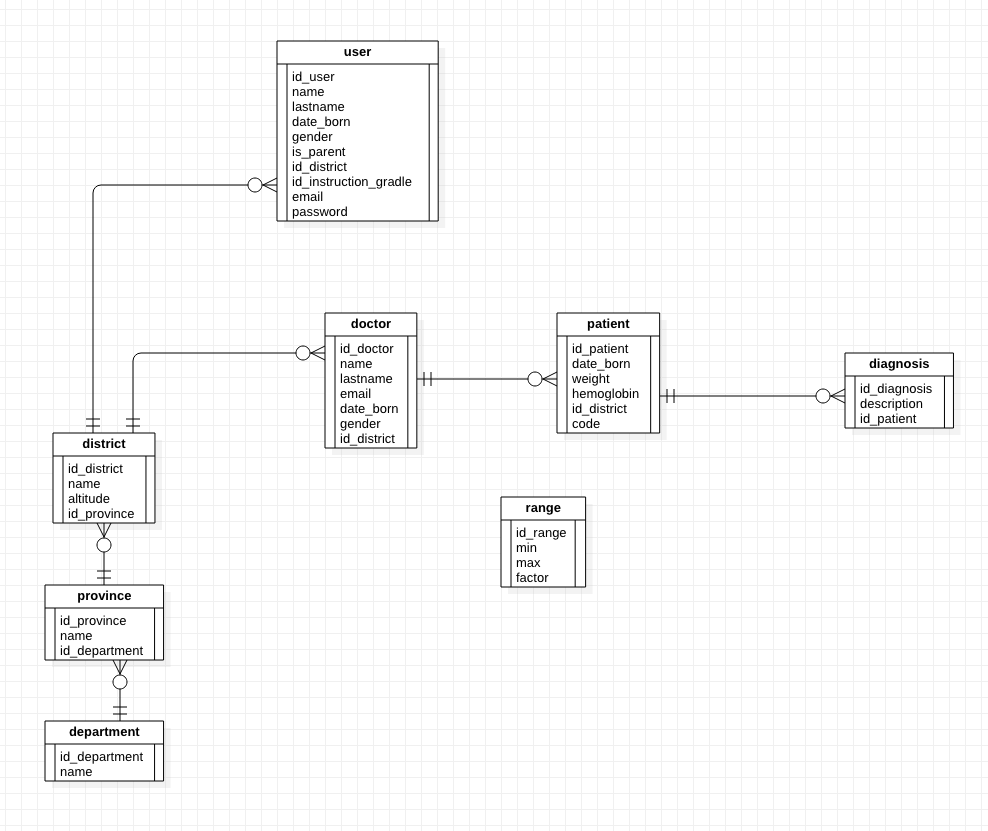 user
id_user
name
lastname
date_born
gender
is_parent
id_district
id_instruction_gradle
email
password
doctor
id_doctor
name
lastname
email
date_born
gender
id_district
patient
id_patient
date_born
weight
hemoglobin
id_district
code
diagnosis
id_diagnosis
description
id_patient
district
id_district
name
altitude
id_province
range
id_range
min
max
factor
province
id_province
name
id_department
department
id_department
name